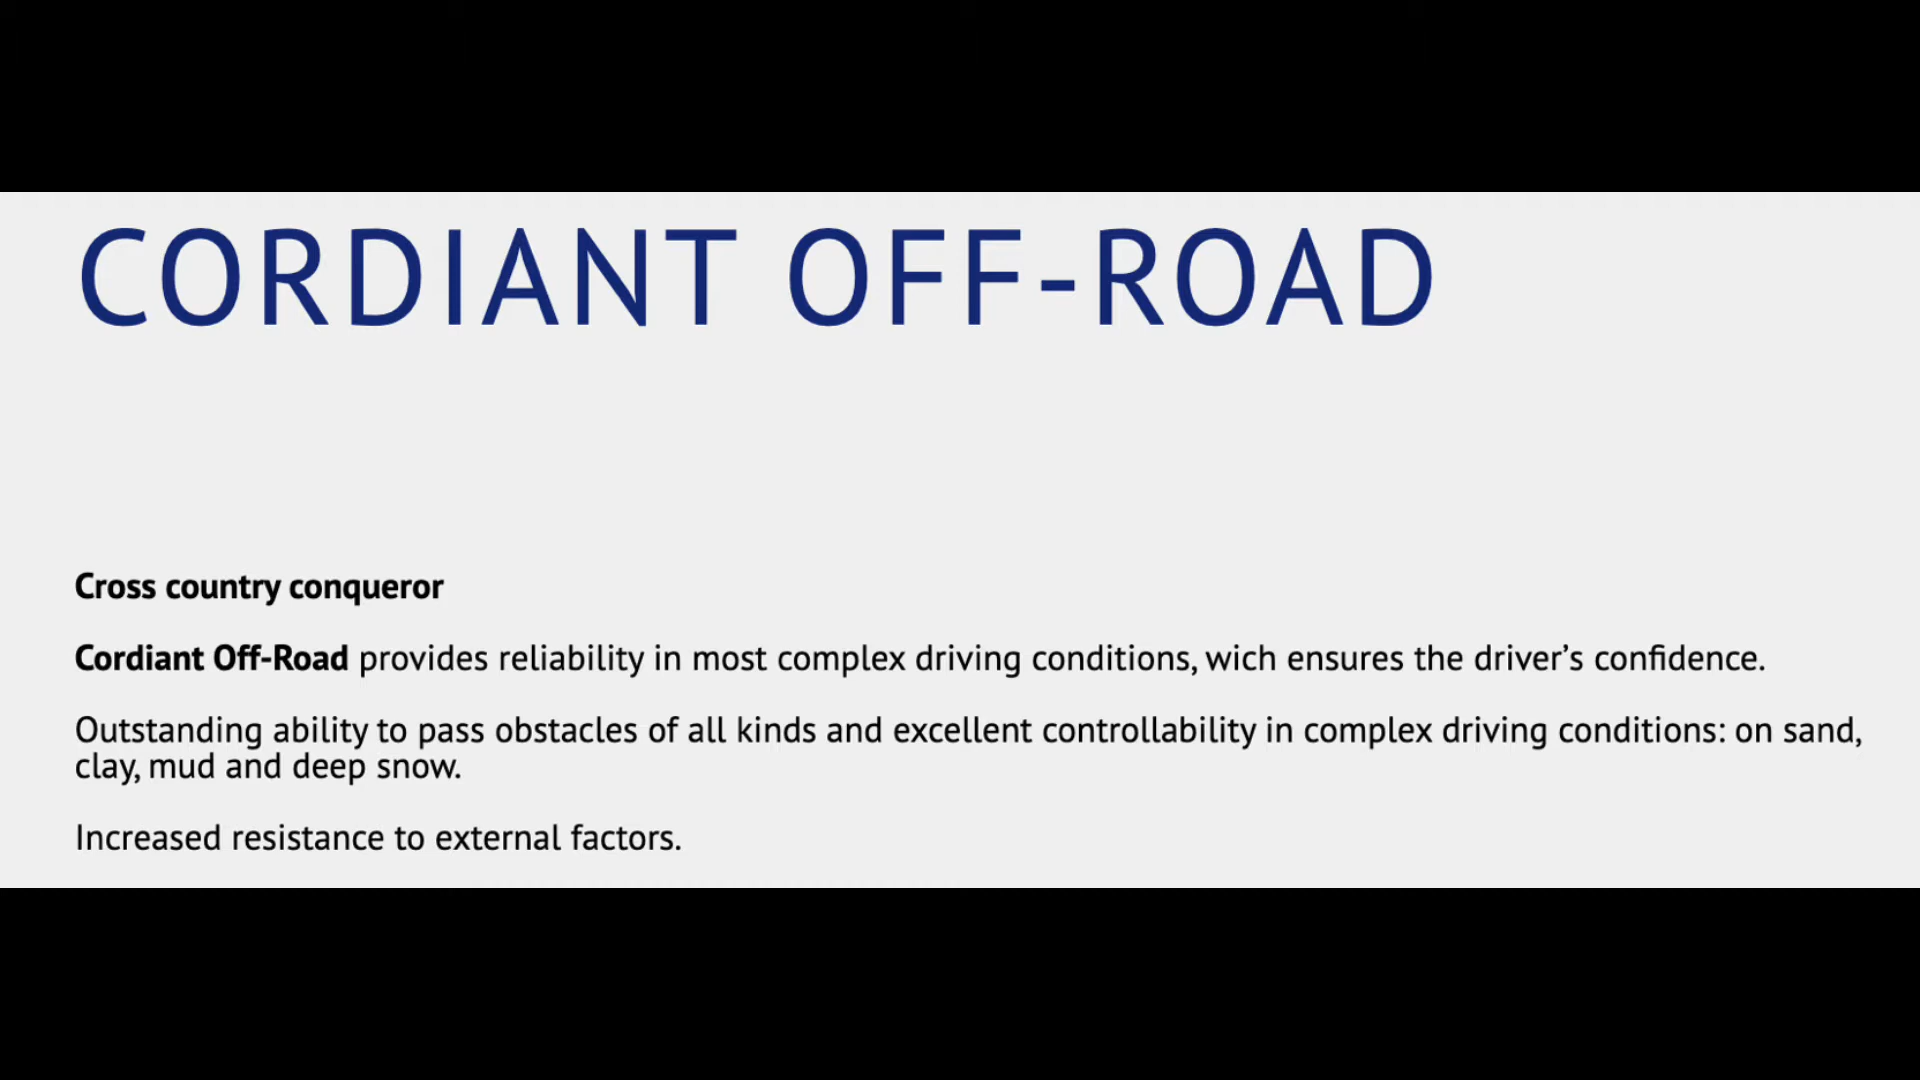 CORDIANT OFF-ROAD
Cross country conqueror
Cordiant Off-Road provides reliability in most complex driving conditions, wich ensures the driver’s confidence.
Outstanding ability to pass obstacles of all kinds and excellent controllability in complex driving conditions: on sand,
clay, mud and deep snow.
Increased resistance to external factors.